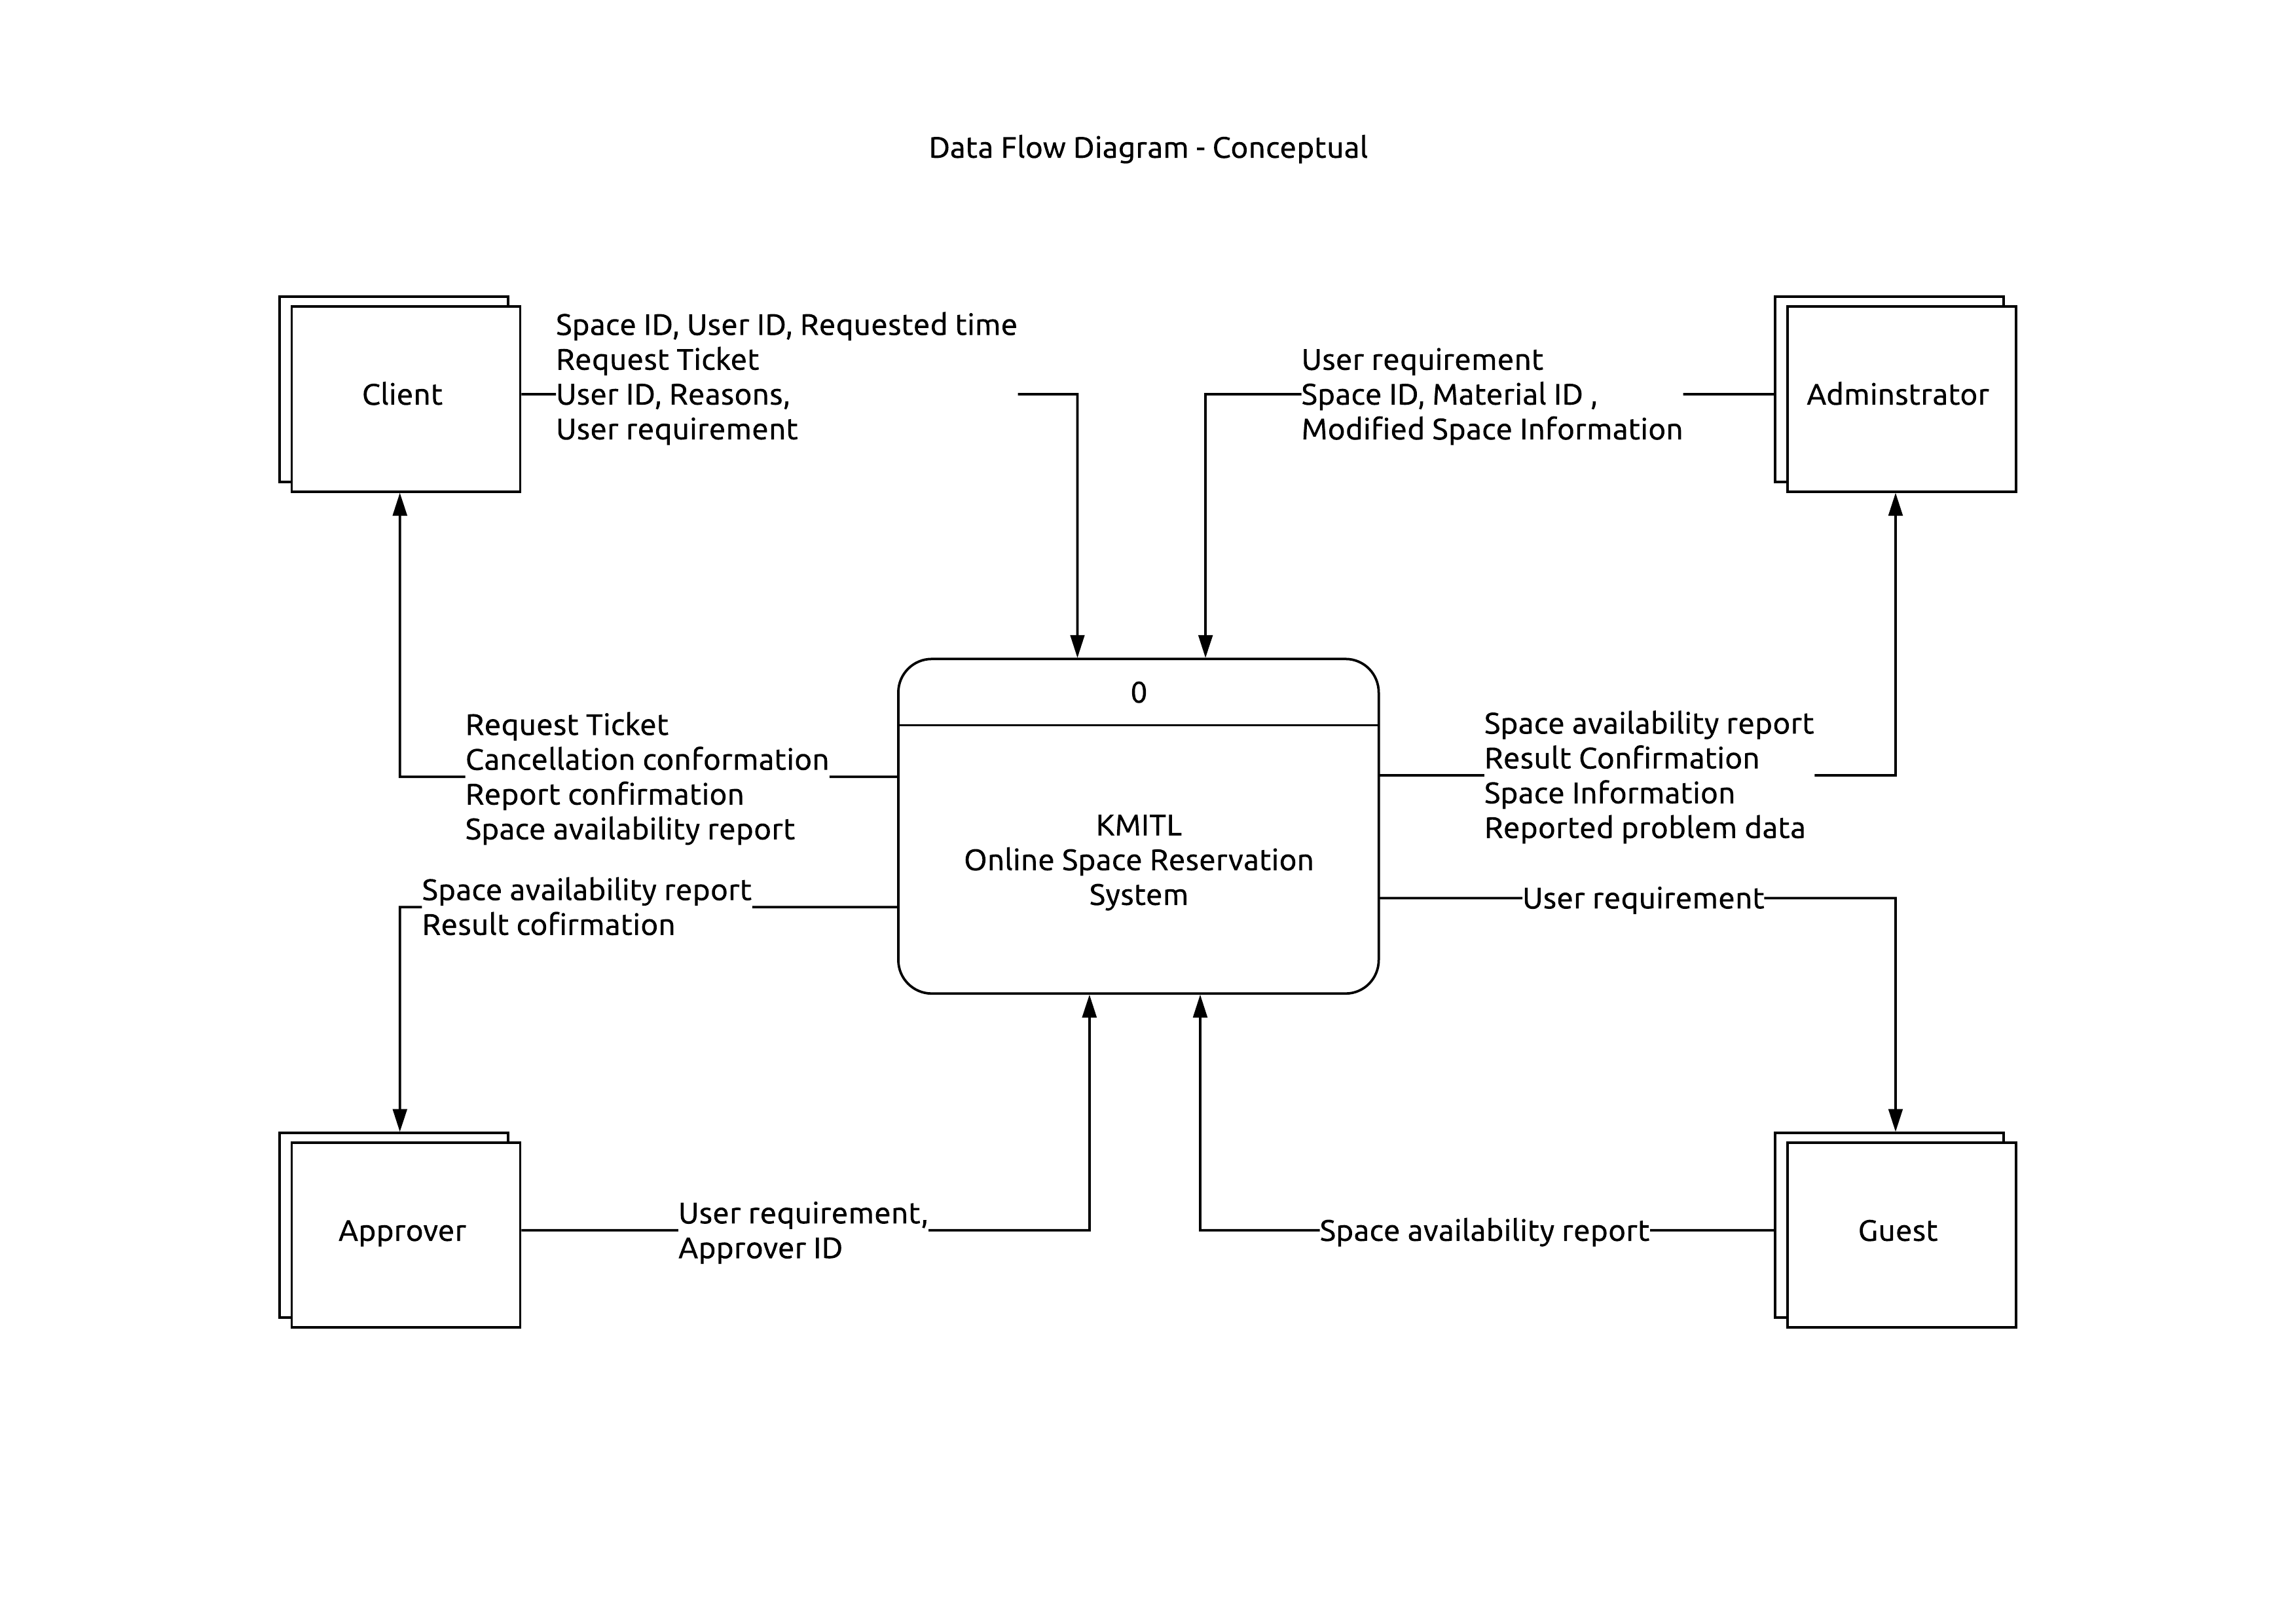 Data Flow Diagram - Conceptual
Client
Space ID, User ID, Requested time
Request Ticket
User ID, Reasons,
User requirement
User requirement
Space ID, Material ID ,
Modified Space Information
Adminstrator
0
KMITL
Online Space Reservation
System
Request Ticket
Cancellation conformation
Report confirmation
Space availability report
Space availability report
Result Confirmation
Space Information
Reported problem data
Space availability report
Result cofirmation
User requirement
Approver
User requirement,
Approver ID
Space availability report
Guest